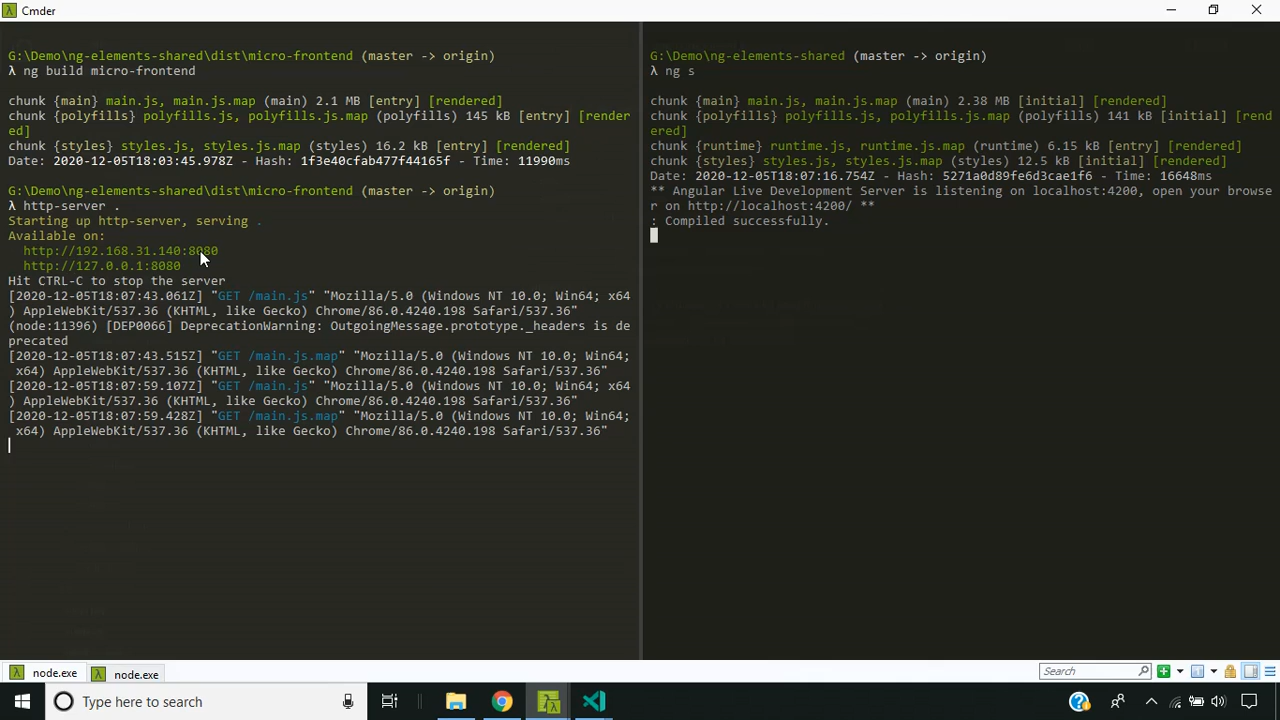 Cmder
G:\Demo\ng-elements-shared\dist\micro-frontend (master -> origin)
λ ng build micro-frontend
chunk {main} main.js, main.js.map (main) 2.1 MB [entry] [rendered]
chunk {polyfills} polyfills.js, polyfills.js.map (polyfills) 145 kB [entry] [render
ed]
chunk {styles} styles.js, styles.js.map (styles) 16.2 kB [entry] [rendered]
Date: 2020-12-05T18:03:45.978Z - Hash: 1f3e40cfab477f44165f - Time: 11990ms
G:\Demo\ng-elements-shared\dist\micro-frontend (master -> origin)
λ http-server .
Starting up http-server, serving .
Available on:
http://192.168.31.140:8080
http://127.0.0.1:8080
Hit CTRL-C to stop the server
[2020-12-05T18:07:43.061Z] "GET /main.js" "Mozilla/5.0 (Windows NT 10.0; Win64; x64
) AppleWebKit/537.36 (KHTML, like Gecko) Chrome/86.0.4240.198 Safari/537.36"
(node:11396) [DEP0066] DeprecationWarning: OutgoingMessage.prototype._headers is de
precated
[2020-12-05T18:07:43.515Z] "GET /main.js.map" "Mozilla/5.0 (Windows NT 10.0; Win64;
x64) AppleWebKit/537.36 (KHTML, like Gecko) Chrome/86.0.4240.198 Safari/537.36"
[2020-12-05T18:07:59.107Z] "GET /main.js" "Mozilla/5.0 (Windows NT 10.0; Win64; x64
) AppleWebKit/537.36 (KHTML, like Gecko) Chrome/86.0.4240.198 Safari/537.36"
[2020-12-05T18:07:59.428Z] "GET /main.js.map" "Mozilla/5.0 (Windows NT 10.0; Win64;
x64) AppleWebKit/537.36 (KHTML, like Gecko) Chrome/86.0.4240.198 Safari/537.36"
G:\Demo\ng-elements-shared (master -> origin)
λ ng s
chunk {main} main.js, main.js.map (main) 2.38 MB [initial] [rendered]
chunk {polyfills} polyfills.js, polyfills.js.map (polyfills) 141 kB [initial] [rend
ered]
chunk {runtime} runtime.js, runtime.js.map (runtime) 6.15 kB [entry] [rendered]
chunk {styles} styles.js, styles.js.map (styles) 12.5 kB [initial] [rendered]
Date: 2020-12-05T18:07:16.754Z - Hash: 5271a0d89fe6d3cae1f6 - Time: 16648ms
** Angular Live Development Server is listening on localhost:4200, open your browse
r on http://localhost:4200/ **
: Compiled successfully.
node.exe
node.exe
Search
Type here to search